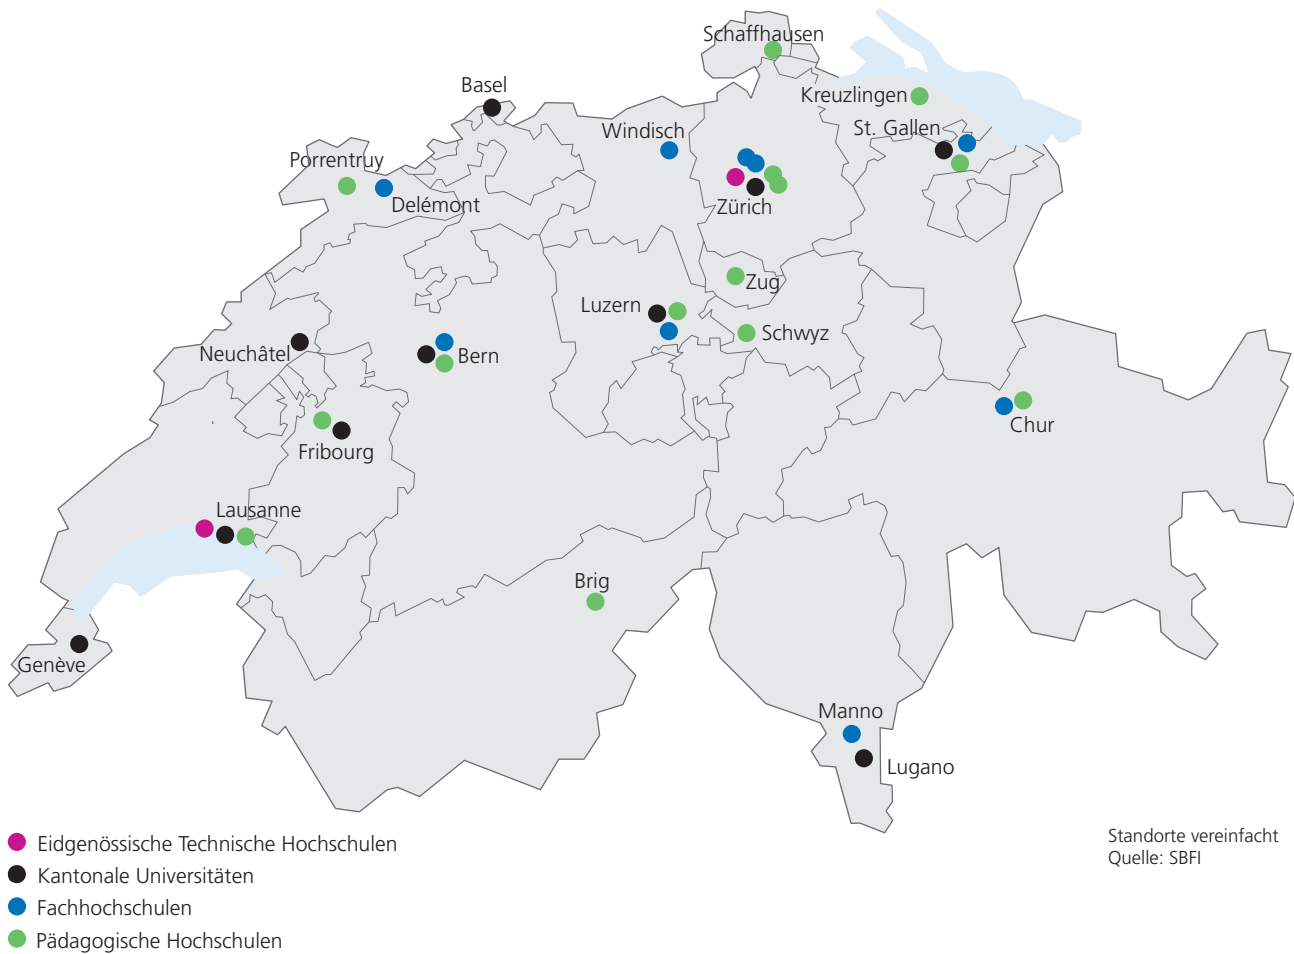 Schaffhausen
Basel
Kreuzlingen
Windisch
St. Gallen
Porrentruy
Delémont
Zürich
Zug
Luzern
Schwyz
Neuchâtel
Bern
Chur
Fribourg
Lausanne
Brig
Genève
Manno
Lugano
Eidgenössische Technische Hochschulen
Kantonale Universitäten
Fachhochschulen
Pädagogische Hochschulen
Standorte vereinfacht
Quelle: SBFI